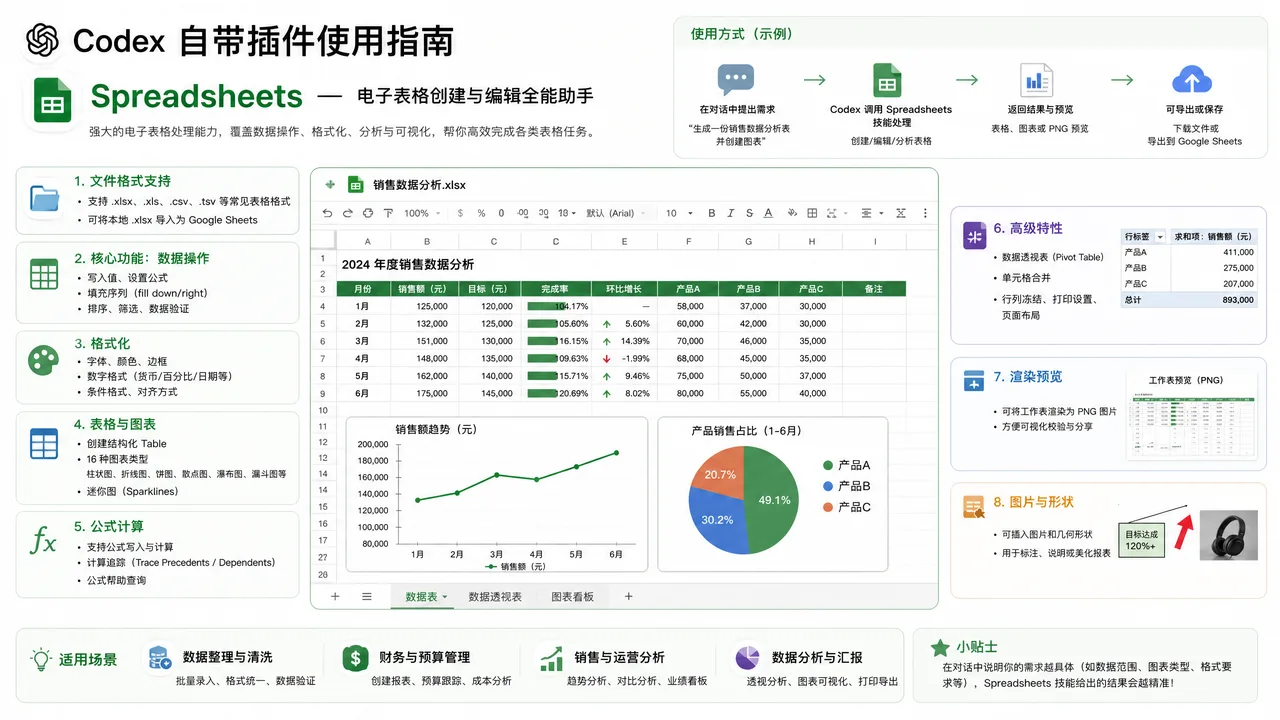 Codex 自带插件使用指南
Spreadsheets — 电子表格创建与编辑全能助手
强大的电子表格处理能力，覆盖数据操作、格式化、分析与可视化，帮你高效完成各类表格任务。
使用方式（示例）
在对话中提出需求
“生成一份销售数据分析表
并创建图表”
Codex 调用 Spreadsheets
技能处理
创建/编辑/分析表格
返回结果与预览
表格、图表或 PNG 预览
可导出或保存
下载文件或
导出到 Google Sheets
1. 文件格式支持
• 支持 .xlsx、.xls、.csv、.tsv 等常见表格格式
• 可将本地 .xlsx 导入为 Google Sheets
2. 核心功能：数据操作
• 写入值、设置公式
• 填充序列（fill down/right）
• 排序、筛选、数据验证
3. 格式化
• 字体、颜色、边框
• 数字格式（货币/百分比/日期等）
• 条件格式、对齐方式
4. 表格与图表
• 创建结构化 Table
• 16 种图表类型
柱状图、折线图、饼图、散点图、瀑布图、漏斗图等
• 迷你图（Sparklines）
5. 公式计算
fx
• 支持公式写入与计算
• 计算追踪（Trace Precedents / Dependents）
• 公式帮助查询
销售数据分析.xlsx
100% $ % 0 .00 18 默认 (Arial) 10 B I S A
A B C C E F G H I
1 2024 年度销售数据分析
2
3 月份 销售额（元） 目标（元） 完成率 环比增长 产品A 产品B 产品C 备注
4 1月 125,000 120,000 104.17% — 58,000 37,000 30,000
5 2月 132,000 125,000 105.60% ↑ 5.60% 60,000 42,000 30,000
6 3月 151,000 130,000 116.15% ↑ 14.39% 70,000 46,000 35,000
7 4月 148,000 135,000 109.63% ↓ -1.99% 68,000 45,000 35,000
8 5月 162,000 140,000 115.71% ↑ 9.46% 75,000 50,000 37,000
9 6月 175,000 145,000 120.69% ↑ 8.02% 80,000 55,000 40,000
10
11
12
12
14
14
15
16
17
27
20
销售额趋势（元）
200,000
180,000
160,000
140,000
120,000
100,000
80,000
1月 2月 3月 4月 5月 6月
销售额（元）
产品销售占比（1-6月）
20.7%
49.1%
30.2%
产品A
产品B
产品C
+ ≡ 数据表 数据透视表 图表看板 +
6. 高级特性
• 数据透视表（Pivot Table）
• 单元格合并
• 行列冻结、打印设置、
页面布局
行标签 求和项：销售额（元）
产品A 411,000
产品B 275,000
产品C 207,000
总计 893,000
7. 渲染预览
• 可将工作表渲染为 PNG 图片
• 方便可视化校验与分享
工作表预览（PNG）
8. 图片与形状
• 可插入图片和几何形状
• 用于标注、说明或美化报表
目标达成
120%+
适用场景
数据整理与清洗
批量录入、格式统一、数据验证
财务与预算管理
创建报表、预算跟踪、成本分析
销售与运营分析
趋势分析、对比分析、业绩看板
数据分析与汇报
透视分析、图表可视化、打印导出
小贴士
在对话中说明你的需求越具体（如数据范围、图表类型、格式要
求等），Spreadsheets 技能给出的结果会越精准！